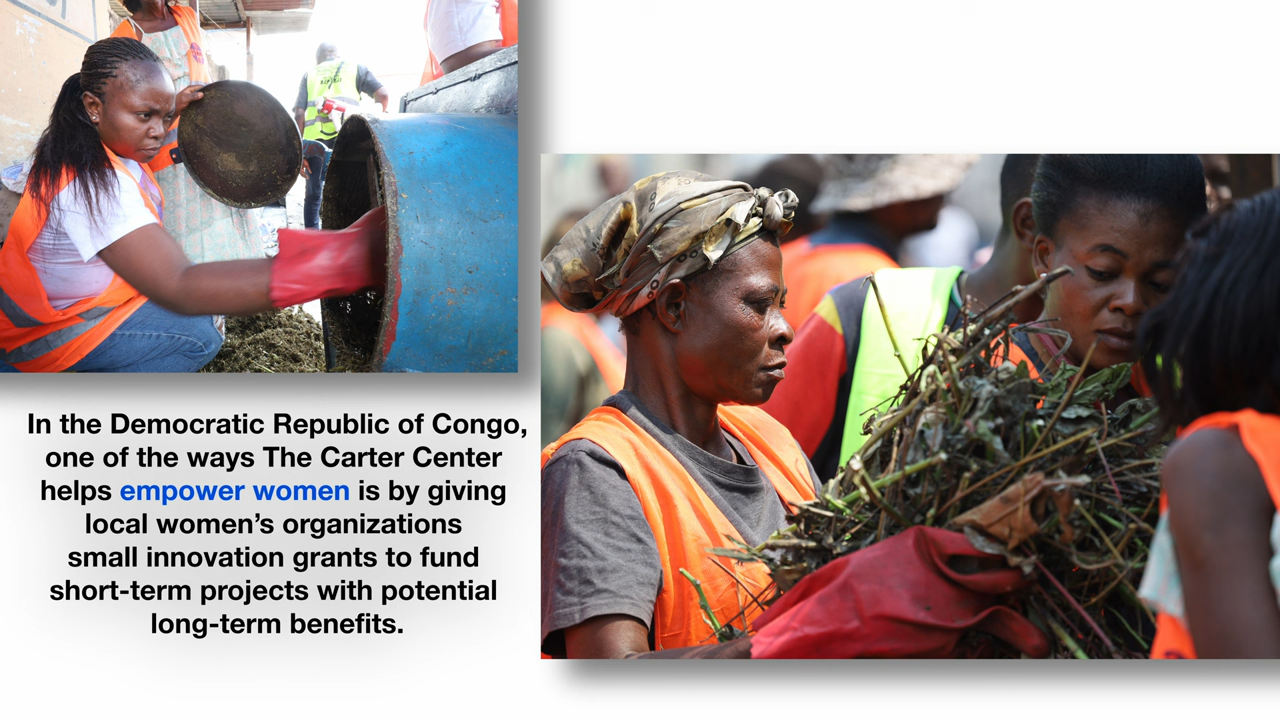 In the Democratic Republic of Congo,
one of the ways The Carter Center
helps empower women is by giving
local women’s organizations
small innovation grants to fund
short-term projects with potential
long-term benefits.